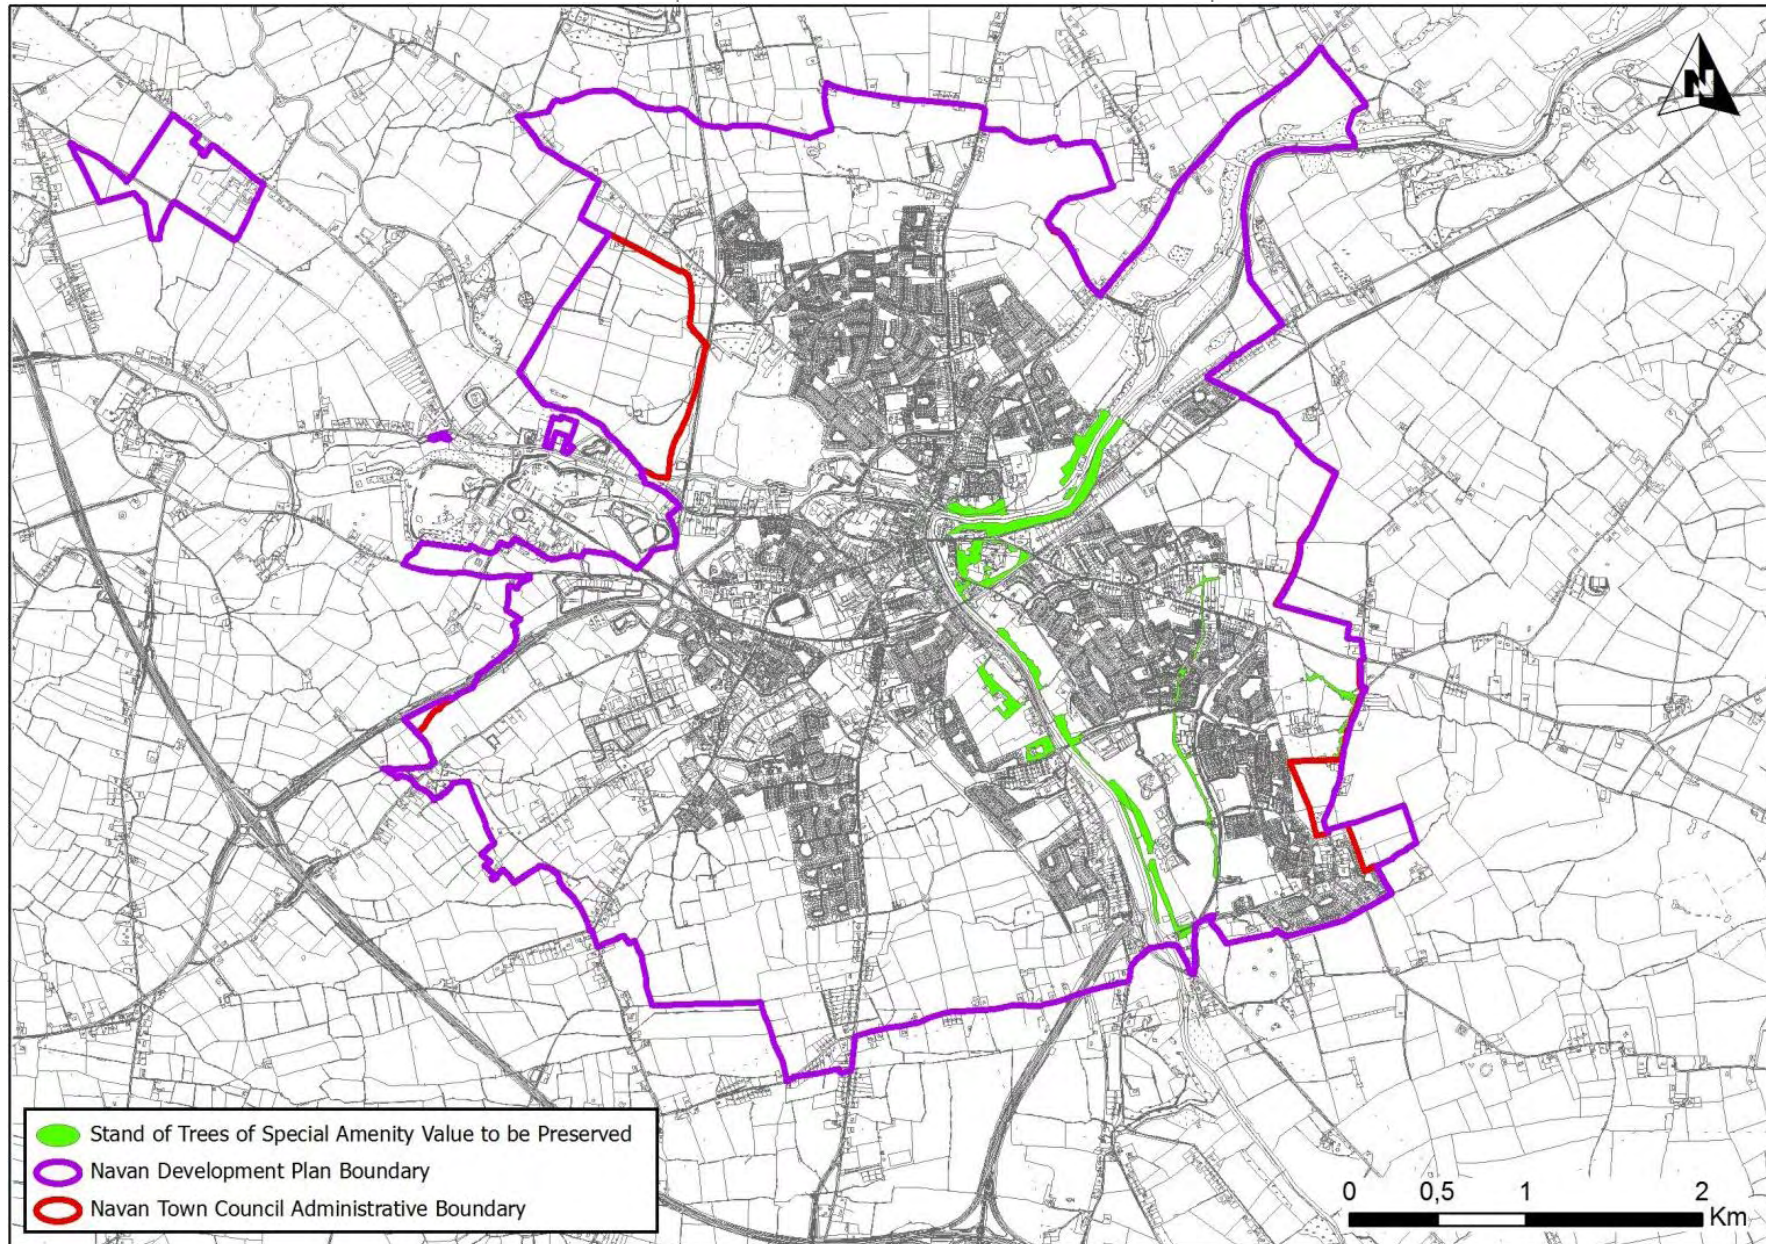 N
Stand of Trees of Special Amenity Value to be Preserved
Navan Development Plan Boundary
Navan Town Council Administrative Boundary
0 0,5 1 2
Km